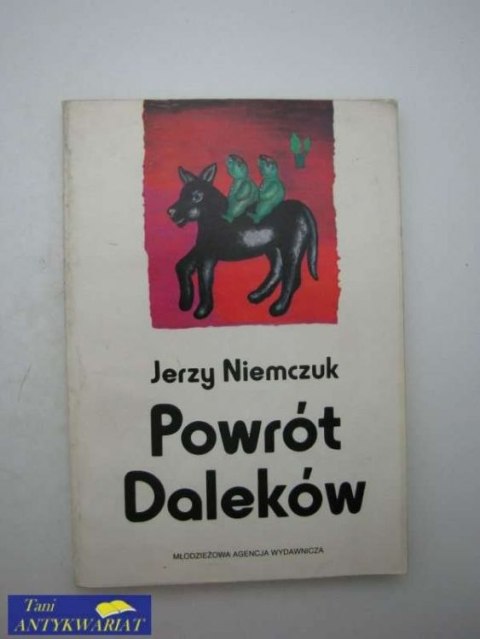 Jerzy Niemczuk
Powrót
Daleków
MŁODZIEŻOWA AGENCJA WYDAWNICZA
Tani
ANTYKWARIAT